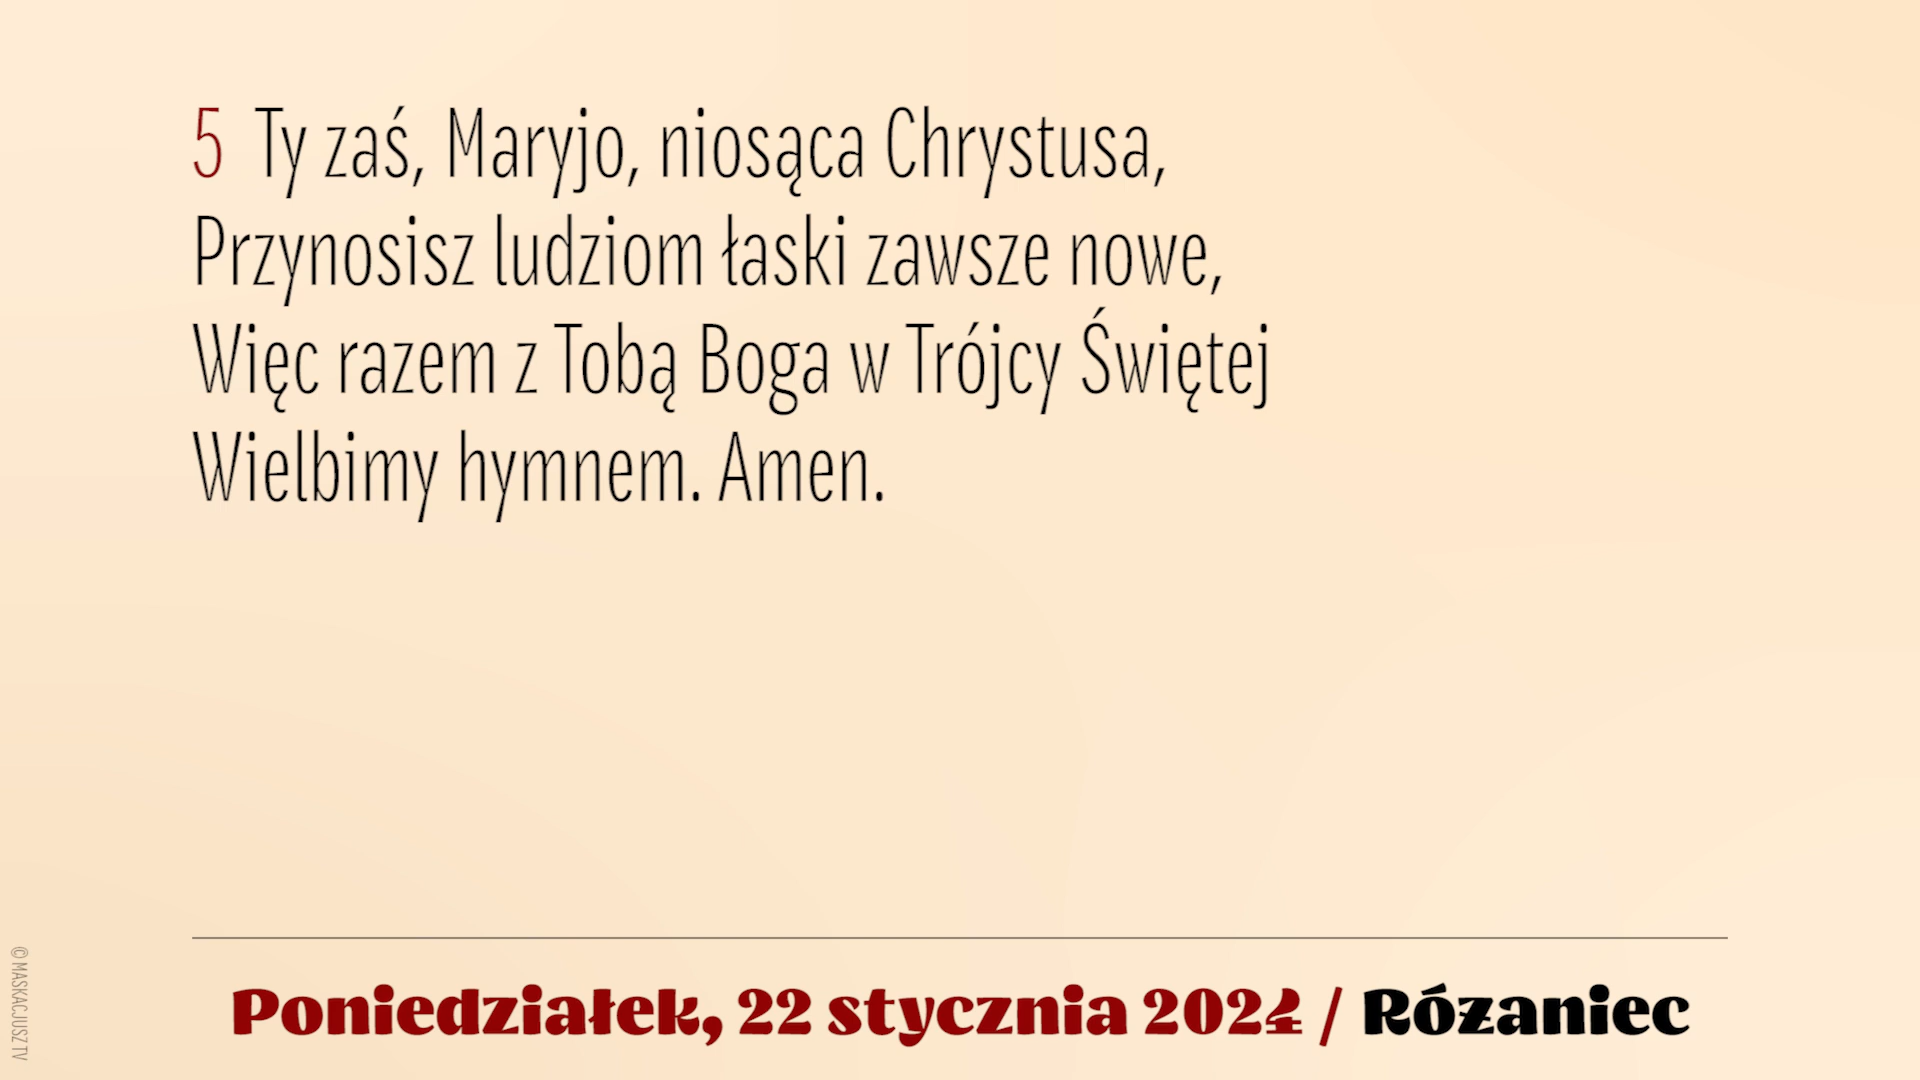 5 Ty zaś, Maryjo, niosąca Chrystusa,
Przynosisz ludziom łaski zawsze nowe,
Więc razem z Tobą Boga w Trójcy Świętej
Wielbimy hymnem. Amen.
Poniedziałek, 22 stycznia 2024 / Różaniec
© MASKACJUSZ TV